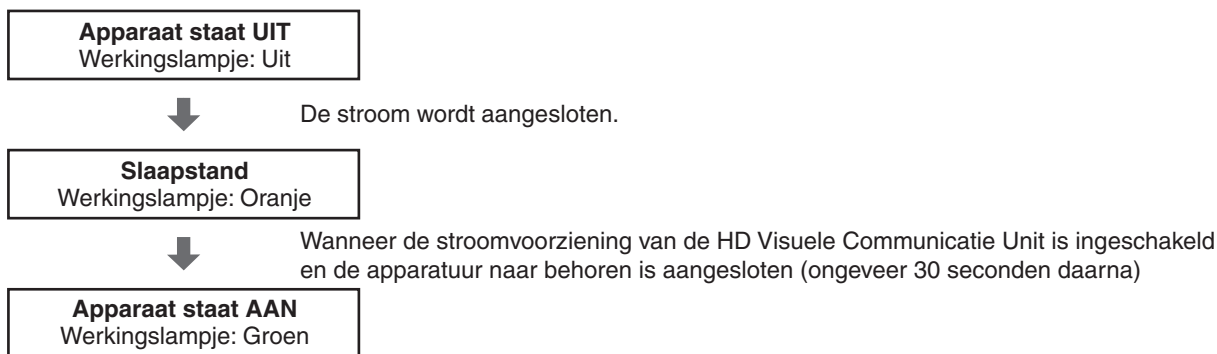 Apparaat staat UIT
Werkingslampje: Uit
De stroom wordt aangesloten.
Slaapstand
Werkingslampje: Oranje
Wanneer de stroomvoorziening van de HD Visuele Communicatie Unit is ingeschakeld
en de apparatuur naar behoren is aangesloten (ongeveer 30 seconden daarna)
Apparaat staat AAN
Werkingslampje: Groen